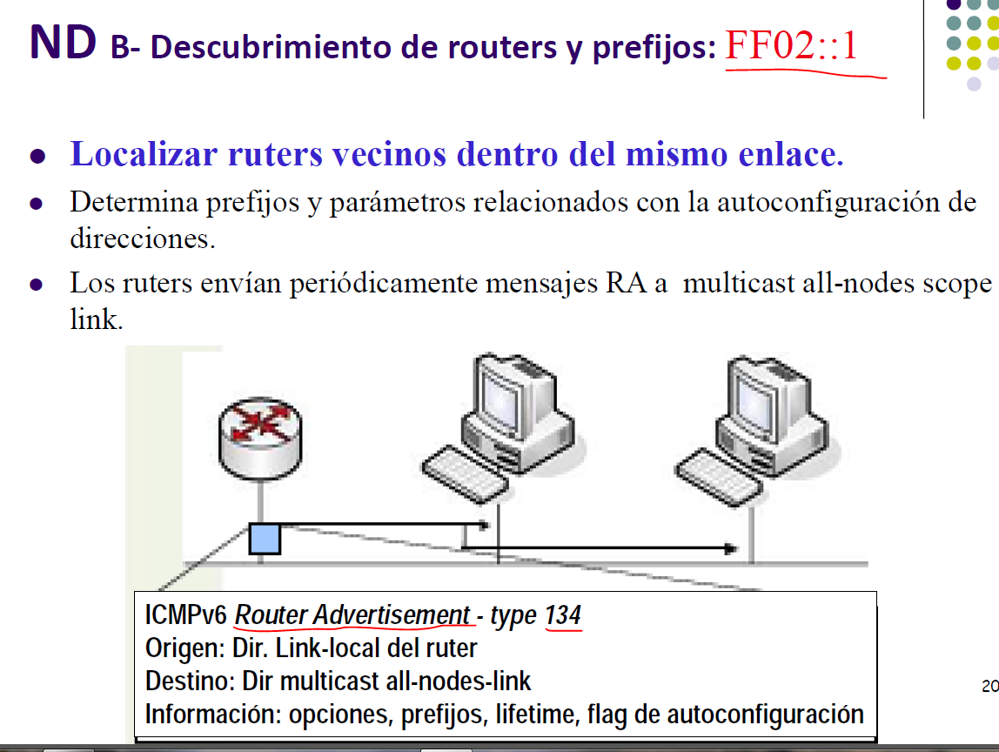 ND B- Descubrimiento de routers y prefijos: FF02::1
Localizar ruters vecinos dentro del mismo enlace.
Determina prefijos y parámetros relacionados con la autoconfiguración de
direcciones.
Los ruters envían periódicamente mensajes RA a multicast all-nodes scope
link.
ICMPv6 Router Advertisement - type 134
Origen: Dir. Link-local del ruter
Destino: Dir multicast all-nodes-link
Información: opciones, prefijos, lifetime, flag de autoconfiguración
20